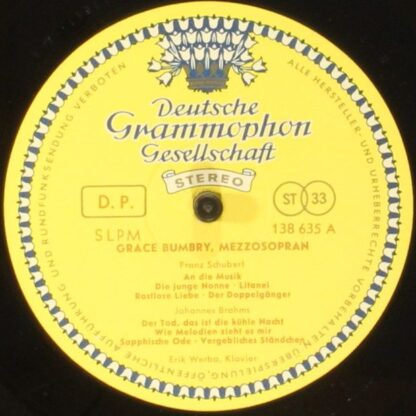 Deutsche
Grammophon
Gesellschaft
STEREO
D. P.
ST 33
SLPM
138 635 A
GRACE BUMBRY, MEZZOSOPRAN
Franz Schubert
An die Musik
Die junge Nonne · Litanei
Rastlose Liebe · Der Doppelgänger
Johannes Brahms
Der Tod, das ist die kühle Nacht
Wie Melodien zieht es mir
Sapphische Ode · Vergebliches Ständchen
Erik Werba, Klavier
ALLE HERSTELLER- UND URHEBERRECHTE VORBEHALTEN ÜBERSPIELUNG, ÖFFENTLICHE AUFFÜHRUNG UND RUNDFUNKSENDUNG VERBOTEN